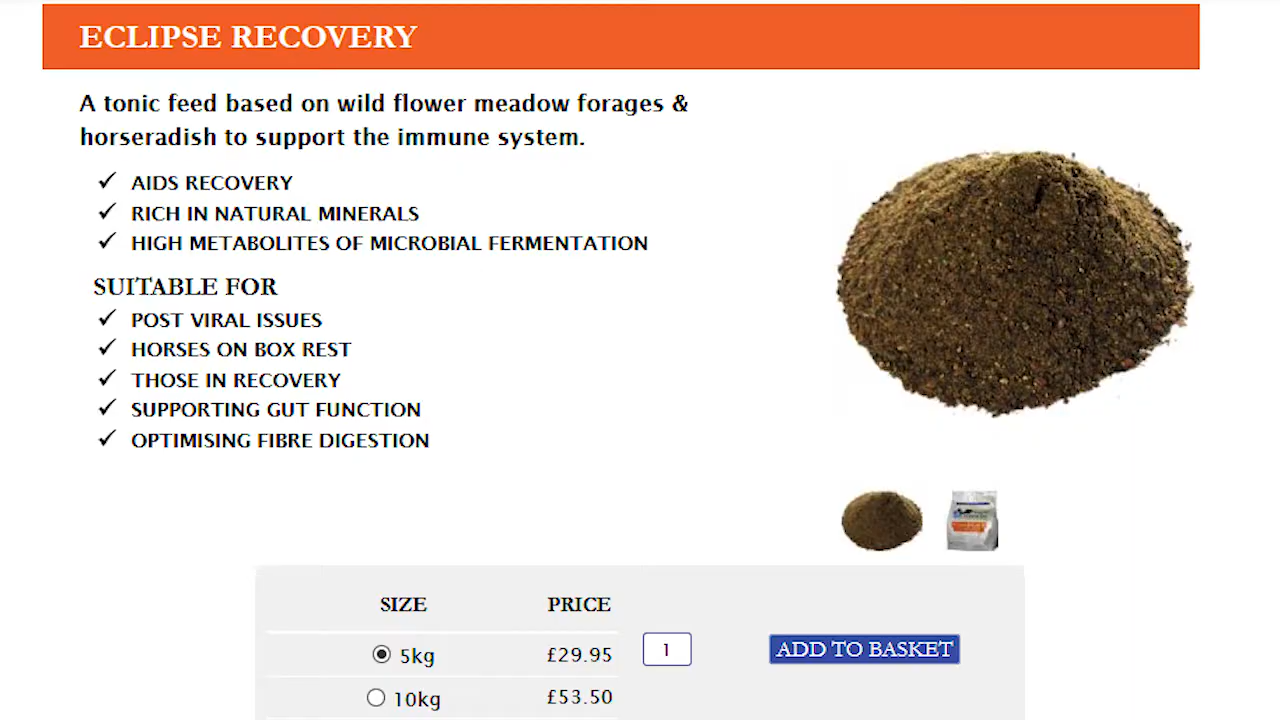 ECLIPSE RECOVERY
A tonic feed based on wild flower meadow forages &
horseradish to support the immune system.
✓ AIDS RECOVERY
✓ RICH IN NATURAL MINERALS
✓ HIGH METABOLITES OF MICROBIAL FERMENTATION
SUITABLE FOR
✓ POST VIRAL ISSUES
✓ HORSES ON BOX REST
✓ THOSE IN RECOVERY
✓ SUPPORTING GUT FUNCTION
✓ OPTIMISING FIBRE DIGESTION
SIZE PRICE
5kg £29.95 1 ADD TO BASKET
10kg £53.50